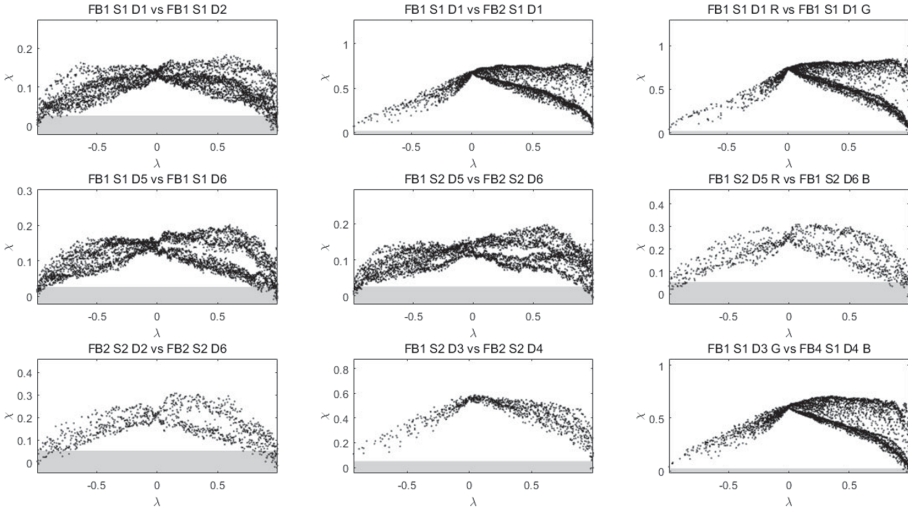 FB1 S1 D1 vs FB1 S1 D2
FB1 S1 D1 vs FB2 S1 D1
FB1 S1 D1 R vs FB1 S1 D1 G
0.2
0.1
0
χ
-0.5 0 0.5
λ
1
0.5
0
χ
-0.5 0 0.5
λ
1
0.5
0
χ
-0.5 0 0.5
λ
FB1 S1 D5 vs FB1 S1 D6
FB1 S2 D5 vs FB2 S2 D6
FB1 S2 D5 R vs FB1 S2 D6 B
0.3
0.2
0.1
0
χ
-0.5 0 0.5
λ
0.2
0.1
0
χ
-0.5 0 0.5
λ
0.4
0.3
0.2
0.1
0
χ
-0.5 0 0.5
λ
FB2 S2 D2 vs FB2 S2 D6
FB1 S2 D3 vs FB2 S2 D4
FB1 S1 D3 G vs FB4 S1 D4 B
0.4
0.3
0.2
0.1
0
χ
-0.5 0 0.5
λ
0.8
0.6
0.4
0.2
0
χ
-0.5 0 0.5
λ
1
0.5
0
χ
-0.5 0 0.5
λ